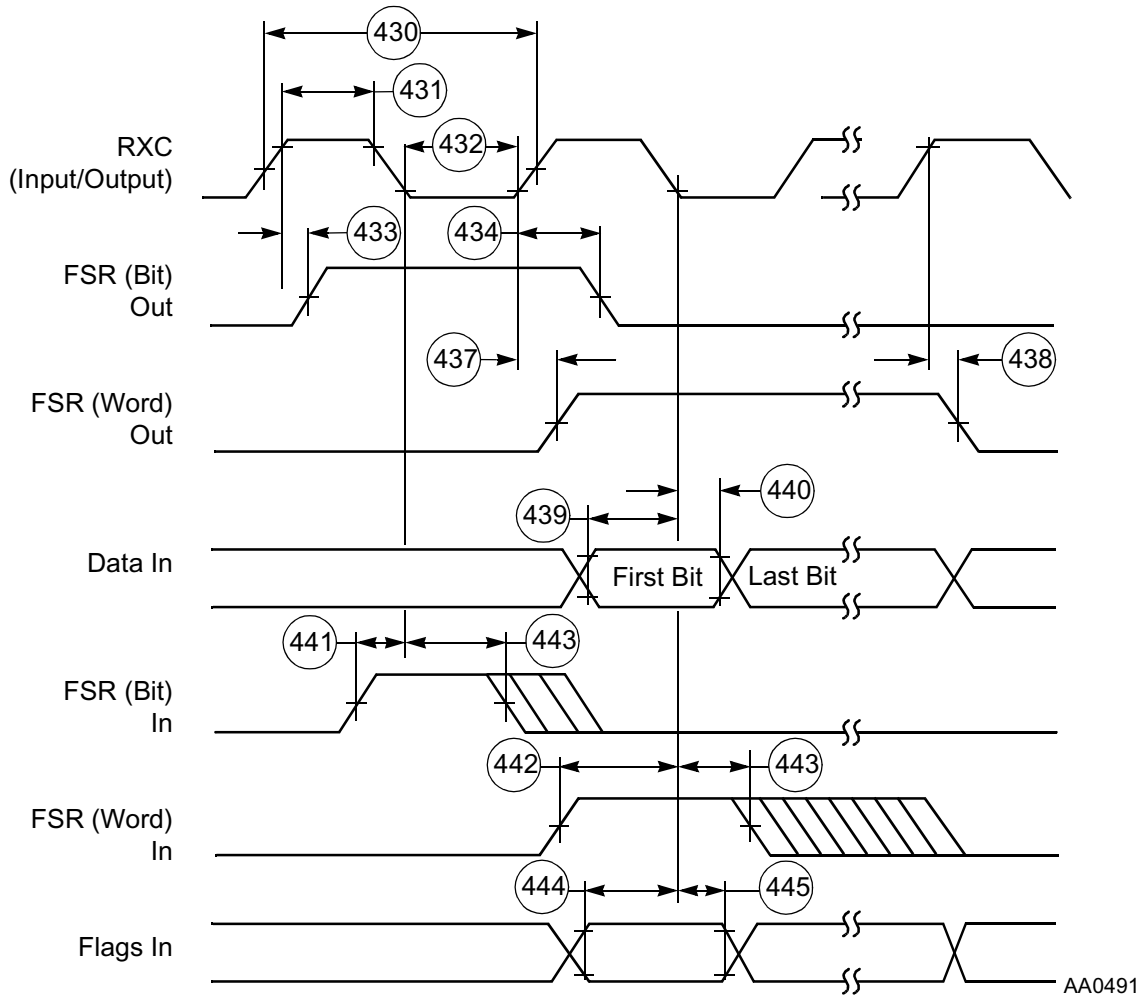 430
431
RXC
(Input/Output)
432
433
434
FSR (Bit)
Out
437
438
FSR (Word)
Out
439
440
Data In
First Bit
Last Bit
441
443
FSR (Bit)
In
442
443
FSR (Word)
In
444
445
Flags In
AA0491